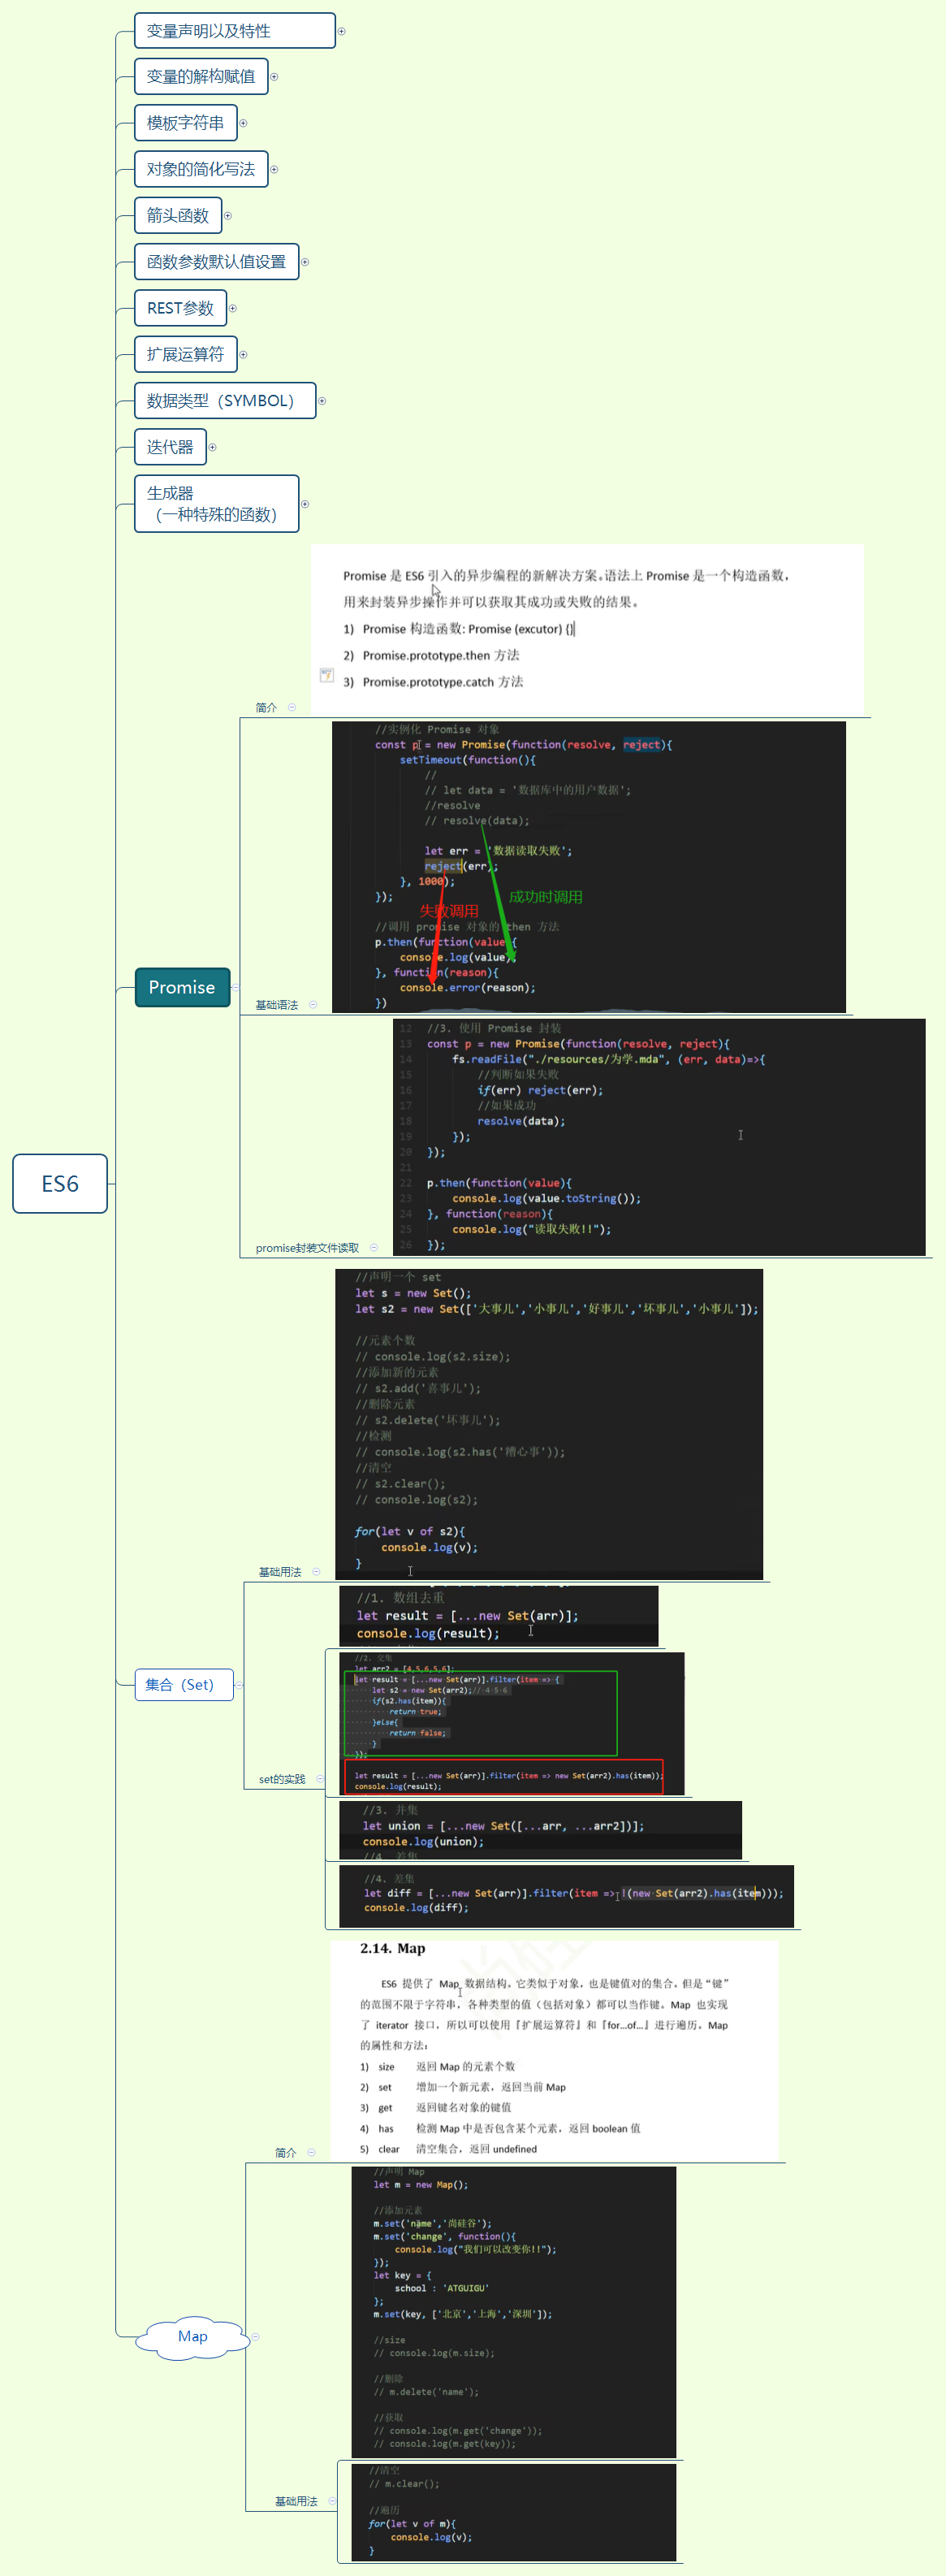 变量声明以及特性
变量的解构赋值
模板字符串
对象的简化写法
箭头函数
函数参数默认值设置
REST参数
扩展运算符
数据类型（SYMBOL）
迭代器
生成器
（一种特殊的函数）
Promise 是 ES6 引入的异步编程的新解决方案。语法上 Promise 是一个构造函数，
用来封装异步操作并可以获取其成功或失败的结果。
1) Promise 构造函数: Promise (excutor) {}
2) Promise.prototype.then 方法
3) Promise.prototype.catch 方法
简介
//实例化 Promise 对象
const p = new Promise(function(resolve, reject){
setTimeout(function(){
//
// let data = '数据库中的用户数据';
//resolve
// resolve(data);
let err = '数据读取失败';
reject(err);
}, 1000);
});
成功时调用
失败调用
//调用 promise 对象的 then 方法
p.then(function(value){
console.log(value);
}, function(reason){
console.error(reason);
})
Promise
基础语法
12 //3. 使用 Promise 封装
13 const p = new Promise(function(resolve, reject){
14 fs.readFile("./resources/为学.mda", (err, data)=>{
15 //判断如果失败
16 if(err) reject(err);
17 //如果成功
18 resolve(data);
19 });
20 });
21
22 p.then(function(value){
23 console.log(value.toString());
24 }, function(reason){
25 console.log("读取失败!!");
26 });
ES6
promise封装文件读取
//声明一个 set
let s = new Set();
let s2 = new Set(['大事儿','小事儿','好事儿','坏事儿','小事儿']);
//元素个数
// console.log(s2.size);
//添加新的元素
// s2.add('喜事儿');
//删除元素
// s2.delete('坏事儿');
//检测
// console.log(s2.has('糟心事'));
//清空
// s2.clear();
// console.log(s2);
for(let v of s2){
console.log(v);
}
基础用法
//1. 数组去重
let result = [...new Set(arr)];
console.log(result);
//2. 交集
let arr2 = [4,5,6,5,6];
let result = [...new Set(arr)].filter(item => {
let s2 = new Set(arr2);// 4 5 6
if(s2.has(item)){
return true;
}else{
return false;
}
});
let result = [...new Set(arr)].filter(item => new Set(arr2).has(item));
console.log(result);
集合（Set）
set的实践
//3. 并集
let union = [...new Set([...arr, ...arr2])];
console.log(union);
//4. 差集
//4. 差集
let diff = [...new Set(arr)].filter(item => !(new Set(arr2).has(item)));
console.log(diff);
2.14. Map
ES6 提供了 Map 数据结构。它类似于对象，也是键值对的集合。但是“键”
的范围不限于字符串，各种类型的值（包括对象）都可以当作键。Map 也实现
了 iterator 接口，所以可以使用『扩展运算符』和『for...of...』进行遍历。Map
的属性和方法：
1) size 返回 Map 的元素个数
2) set 增加一个新元素，返回当前 Map
3) get 返回键名对象的键值
4) has 检测 Map 中是否包含某个元素，返回 boolean 值
5) clear 清空集合，返回 undefined
简介
//声明 Map
let m = new Map();
//添加元素
m.set('name','尚硅谷');
m.set('change', function(){
console.log("我们可以改变你!!");
});
let key = {
school : 'ATGUIGU'
};
m.set(key, ['北京','上海','深圳']);
//size
// console.log(m.size);
//删除
// m.delete('name');
//获取
// console.log(m.get('change'));
// console.log(m.get(key));
Map
基础用法
//清空
// m.clear();
//遍历
for(let v of m){
console.log(v);
}